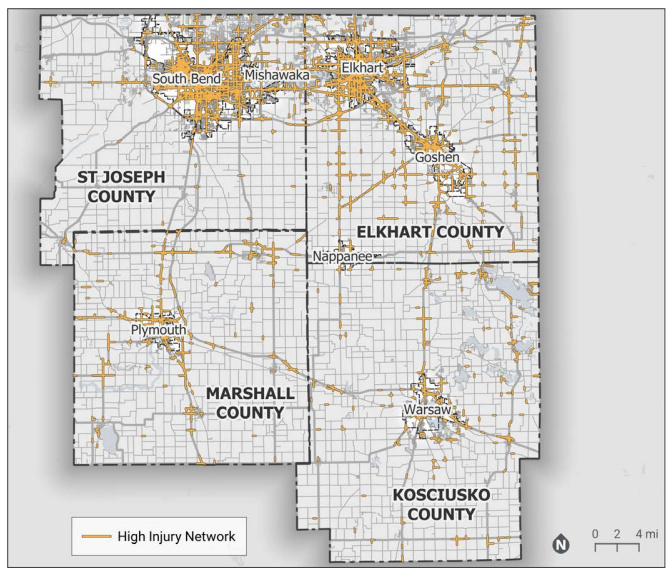 South Bend
Mishawaka
Elkhart
Goshen
ST JOSEPH
COUNTY
ELKHART COUNTY
Nappanee
Plymouth
MARSHALL
COUNTY
Warsaw
KOSCIUSKO
COUNTY
High Injury Network
N
0 2 4 mi